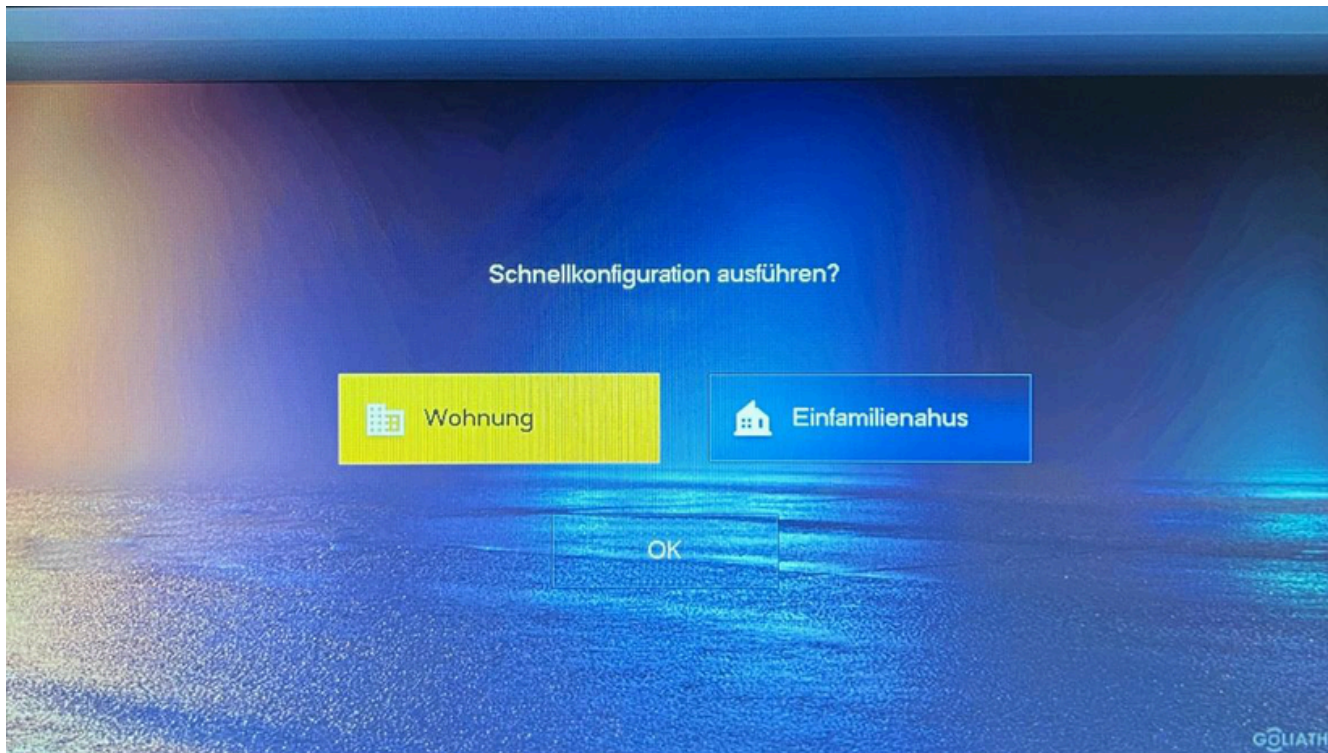 Schnellkonfiguration ausführen?
Wohnung
Einfamilienahus
OK
GOLIATH